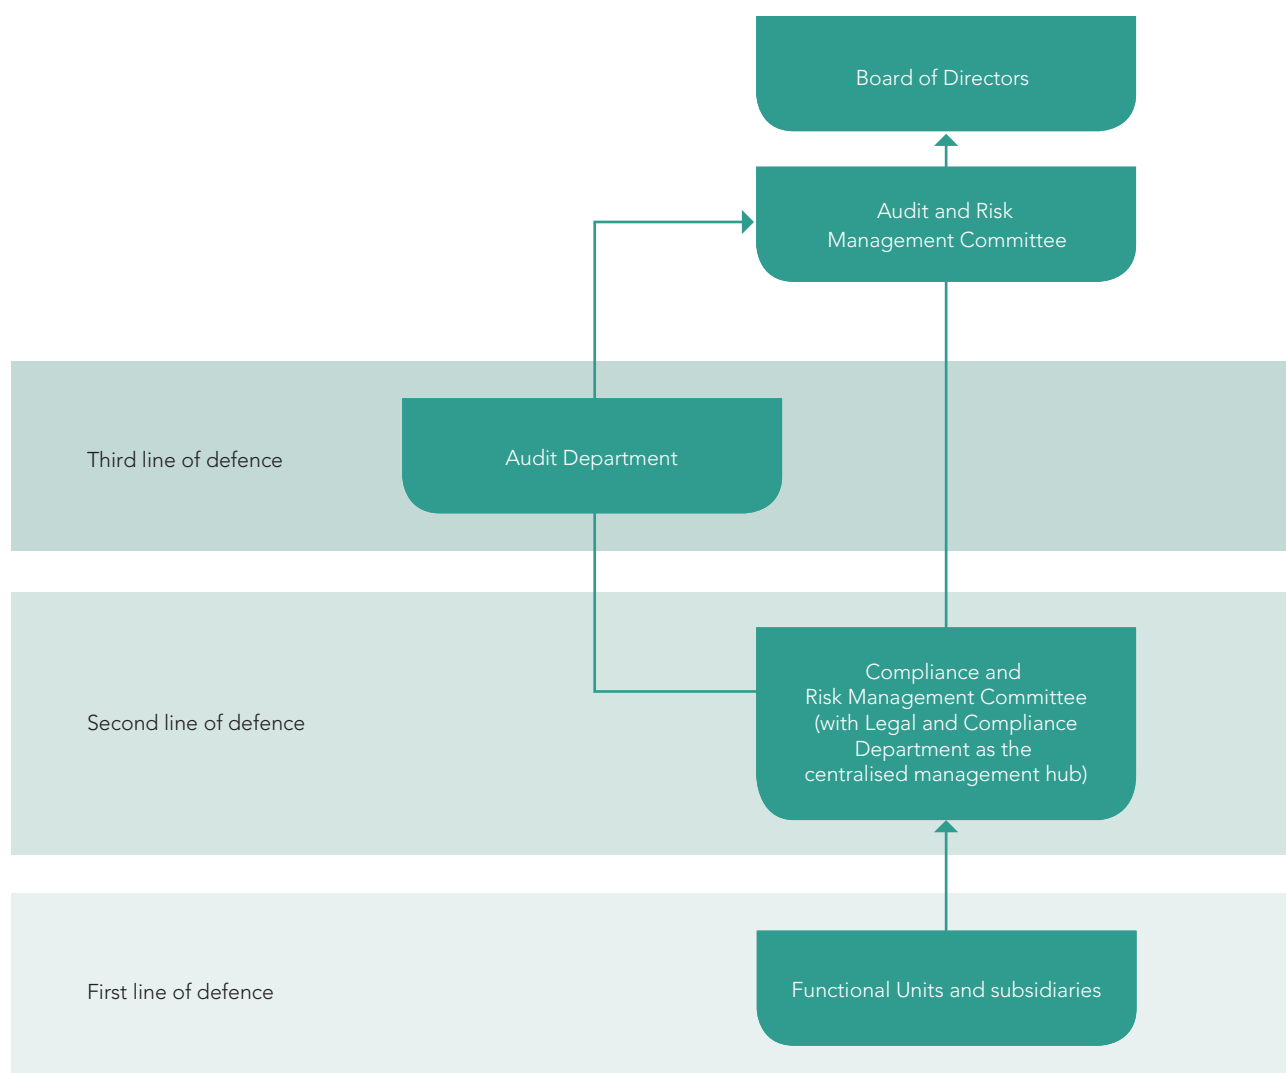 Board of Directors
Audit and Risk
Management Committee
Third line of defence
Audit Department
Second line of defence
Compliance and
Risk Management Committee
(with Legal and Compliance
Department as the
centralised management hub)
First line of defence
Functional Units and subsidiaries